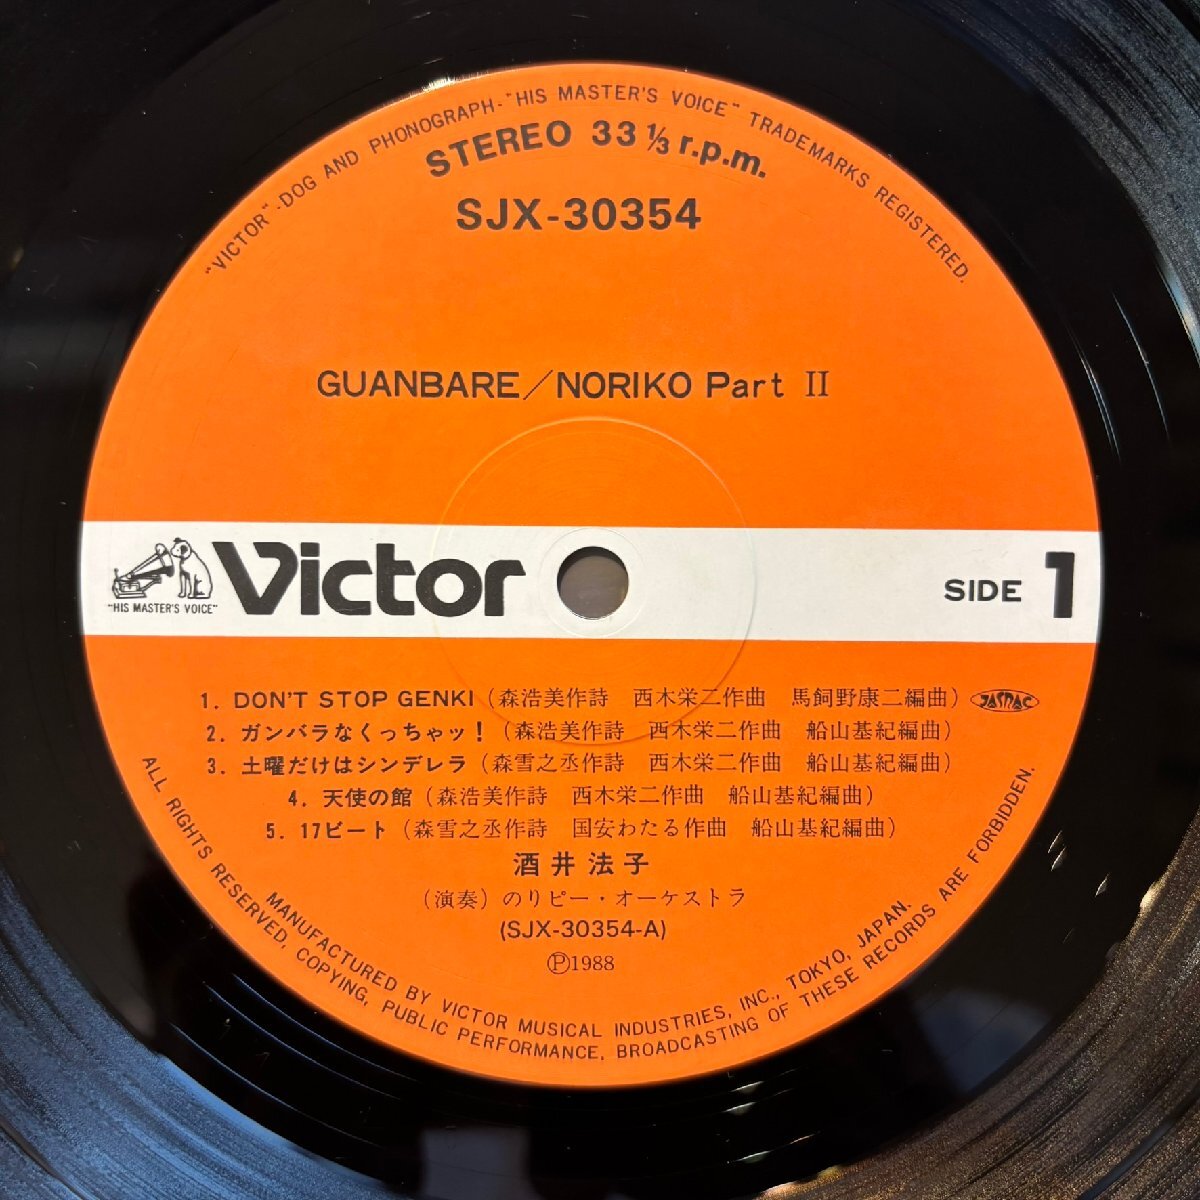 "VICTOR"-DOG AND PHONOGRAPH-"HIS MASTER'S VOICE" TRADEMARKS REGISTERED.
STEREO 33 1/3 r.p.m.
SJX-30354
GUANBARE/NORIKO Part II
"HIS MASTER'S VOICE"
Victor
SIDE 1
1. DON'T STOP GENKI (森浩美作詩 西木栄二作曲 馬飼野康二編曲) JASRAC
2. ガンバラなくっちゃッ! (森浩美作詩 西木栄二作曲 船山基紀編曲)
3. 土曜だけはシンデレラ (森雪之丞作詩 西木栄二作曲 船山基紀編曲)
4. 天使の館 (森浩美作詩 西木栄二作曲 船山基紀編曲)
5. 17ビート (森雪之丞作詩 国安わたる作曲 船山基紀編曲)
酒井法子
(演奏) のりピー・オーケストラ
(SJX-30354-A)
Ⓟ1988
MANUFACTURED BY VICTOR MUSICAL INDUSTRIES, INC., TOKYO, JAPAN.
ALL RIGHTS RESERVED, COPYING, PUBLIC PERFORMANCE, BROADCASTING OF THESE RECORDS ARE FORBIDDEN.